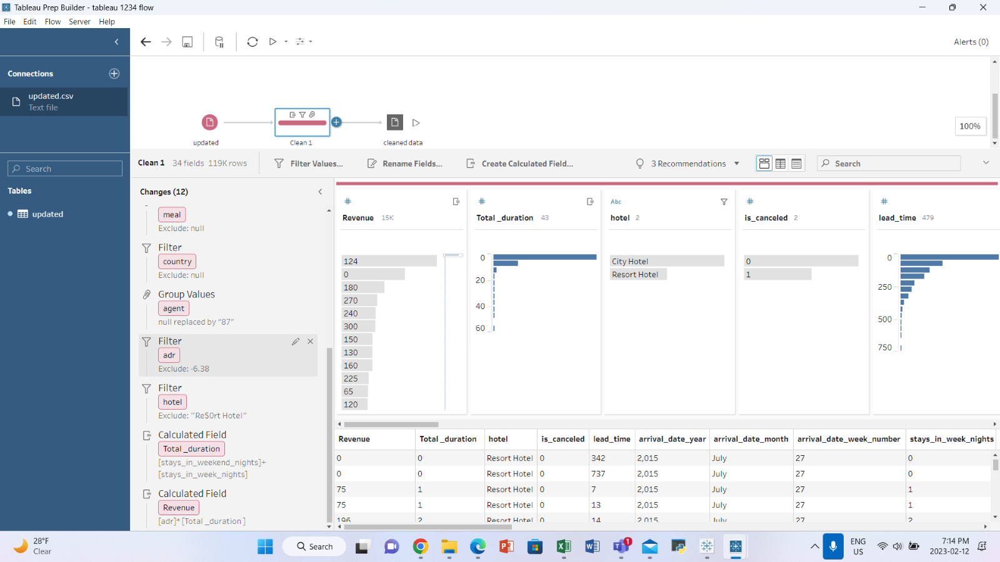 Tableau Prep Builder - tableau 1234 flow
File Edit Flow Server Help
Alerts (0)
Connections
updated.csv
Text file
100%
updated
Clean 1
cleaned data
Search
Tables
updated
Clean 1 34 fields 119K rows
Filter Values...
Rename Fields...
Create Calculated Field...
3 Recommendations
Search
Changes (12)
meal
Exclude: null
Filter
country
Exclude: null
Group Values
agent
null replaced by "87"
Filter
adr
Exclude: -6.38
Filter
hotel
Exclude: "Re$0rt Hotel"
Calculated Field
Total _duration
[stays_in_weekend_nights]+
[stays_in_week_nights]
Calculated Field
Revenue
[adr]* [Total _duration ]
#
Revenue 15K
124
0
180
270
240
300
150
130
160
225
65
120
#
Total _duration 43
0
20
40
60
Abc
hotel 2
City Hotel
Resort Hotel
#
is_canceled 2
0
1
#
lead_time 479
0
250
500
750
Revenue Total _duration hotel is_canceled lead_time arrival_date_year arrival_date_month arrival_date_week_number stays_in_week_nights
0 0 Resort Hotel 0 342 2,015 July 27 0
0 0 Resort Hotel 0 737 2,015 July 27 0
75 1 Resort Hotel 0 7 2,015 July 27 1
75 1 Resort Hotel 0 13 2,015 July 27 1
196 2 Resort Hotel 0 14 2,015 July 27 2
28°F
Clear
Search
1
ENG
US
7:14 PM
2023-02-12